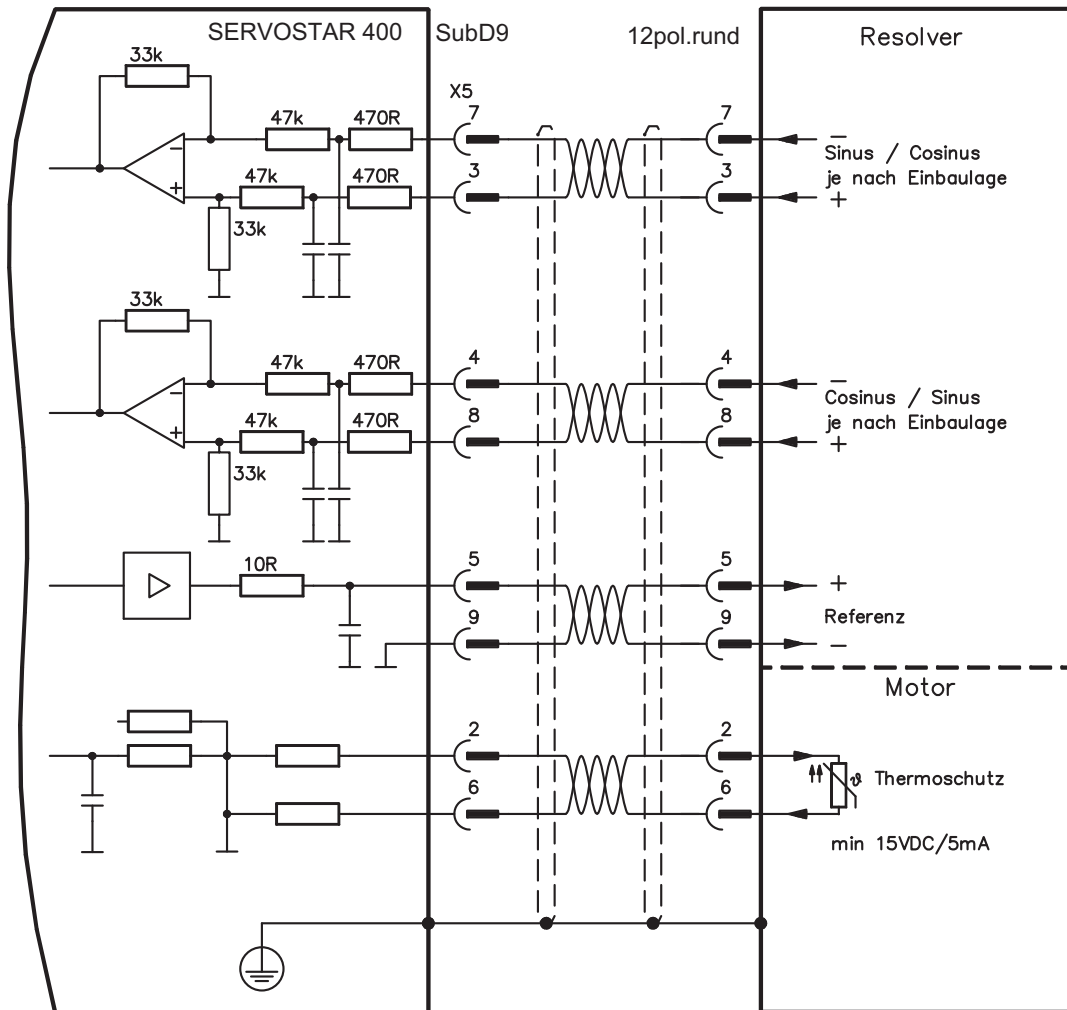 SERVOSTAR 400
SubD9
12pol.rund
Resolver
33k
X5
47k
470R
7
7
−
Sinus / Cosinus
je nach Einbaulage
+
−
47k
470R
3
3
+
33k
33k
47k
470R
4
4
−
Cosinus / Sinus
je nach Einbaulage
+
−
47k
470R
8
8
+
33k
10R
5
5
+
Referenz
9
9
−
Motor
2
2
ϑ Thermoschutz
6
6
min 15VDC/5mA